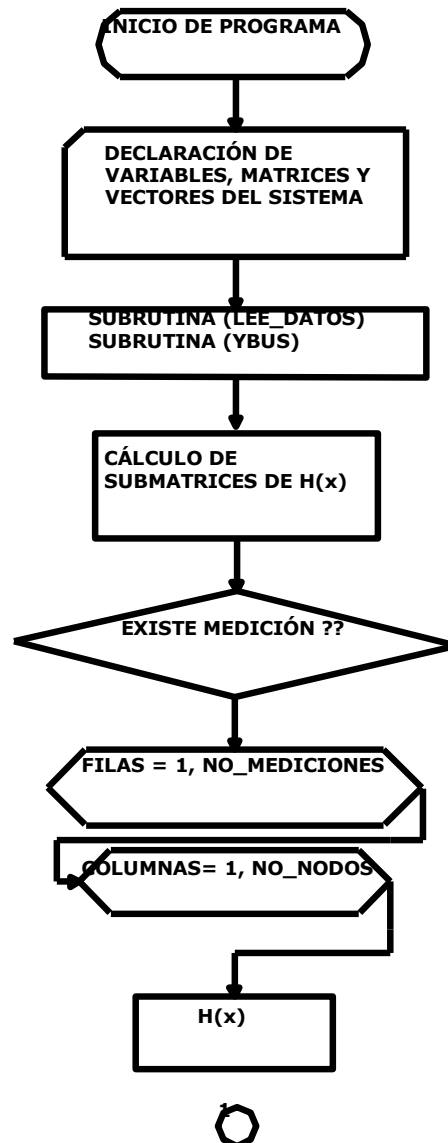 INICIO DE PROGRAMA
DECLARACIÓN DE
VARIABLES, MATRICES Y
VECTORES DEL SISTEMA
SUBRUTINA (LEE_DATOS)
SUBRUTINA (YBUS)
CÁLCULO DE
SUBMATRICES DE H(x)
EXISTE MEDICIÓN ??
FILAS = 1, NO_MEDICIONES
COLUMNAS= 1, NO_NODOS
H(x)
1